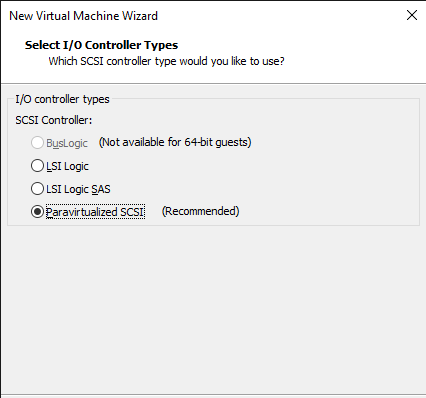 New Virtual Machine Wizard
Select I/O Controller Types
Which SCSI controller type would you like to use?
I/O controller types
SCSI Controller:
BusLogic (Not available for 64-bit guests)
LSI Logic
LSI Logic SAS
Paravirtualized SCSI (Recommended)